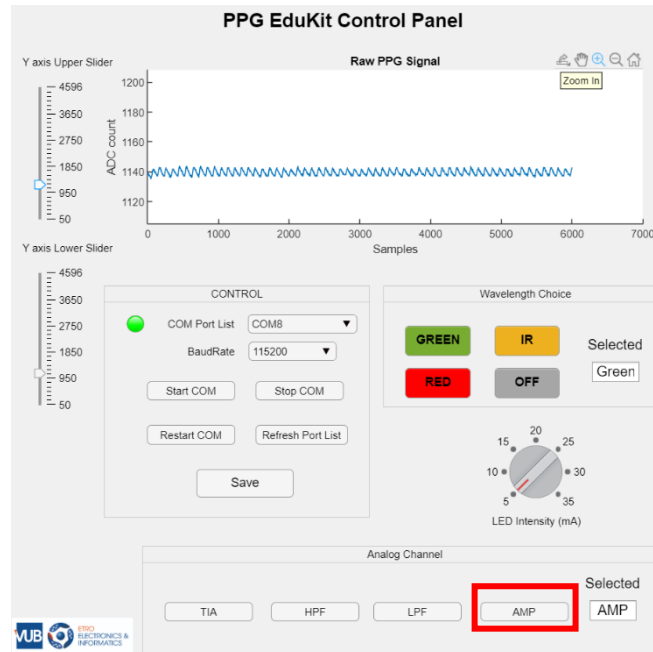 PPG EduKit Control Panel
Y axis Upper Slider
4596
3650
2750
1850
950
50
Raw PPG Signal
Zoom In
ADC count
1200
1180
1160
1140
1120
0 1000 2000 3000 4000 5000 6000 7000
Samples
Y axis Lower Slider
4596
3650
2750
1850
950
50
CONTROL
COM Port List COM8
BaudRate 115200
Start COM Stop COM
Restart COM Refresh Port List
Save
Wavelength Choice
GREEN IR
RED OFF
Selected
Green
5 10 15 20 25 30 35
LED Intensity (mA)
Analog Channel
TIA HPF LPF AMP
Selected
AMP
VUB
ETRO
ELECTRONICS &
INFORMATICS